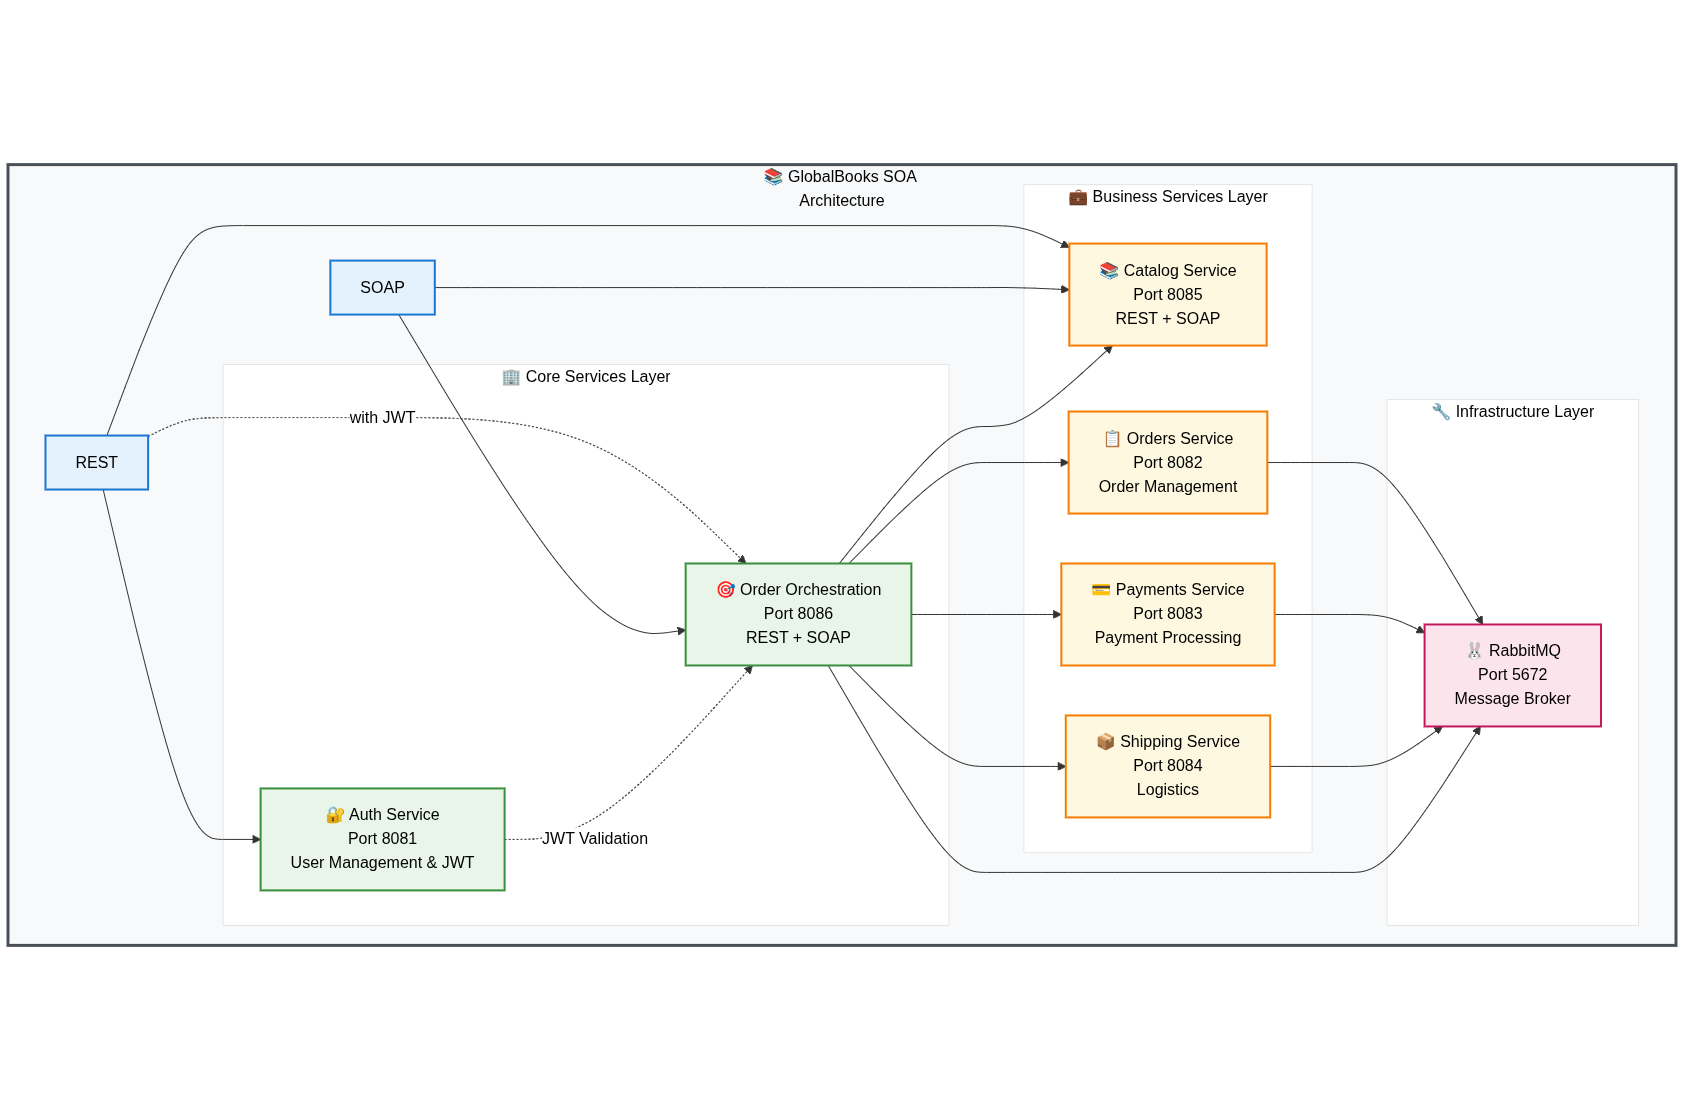 📚 GlobalBooks SOA
Architecture
💼 Business Services Layer
📚 Catalog Service
Port 8085
REST + SOAP
SOAP
🏢 Core Services Layer
with JWT
REST
🔧 Infrastructure Layer
📋 Orders Service
Port 8082
Order Management
🎯 Order Orchestration
Port 8086
REST + SOAP
💳 Payments Service
Port 8083
Payment Processing
🐰 RabbitMQ
Port 5672
Message Broker
📦 Shipping Service
Port 8084
Logistics
🔐 Auth Service
Port 8081
User Management & JWT
JWT Validation